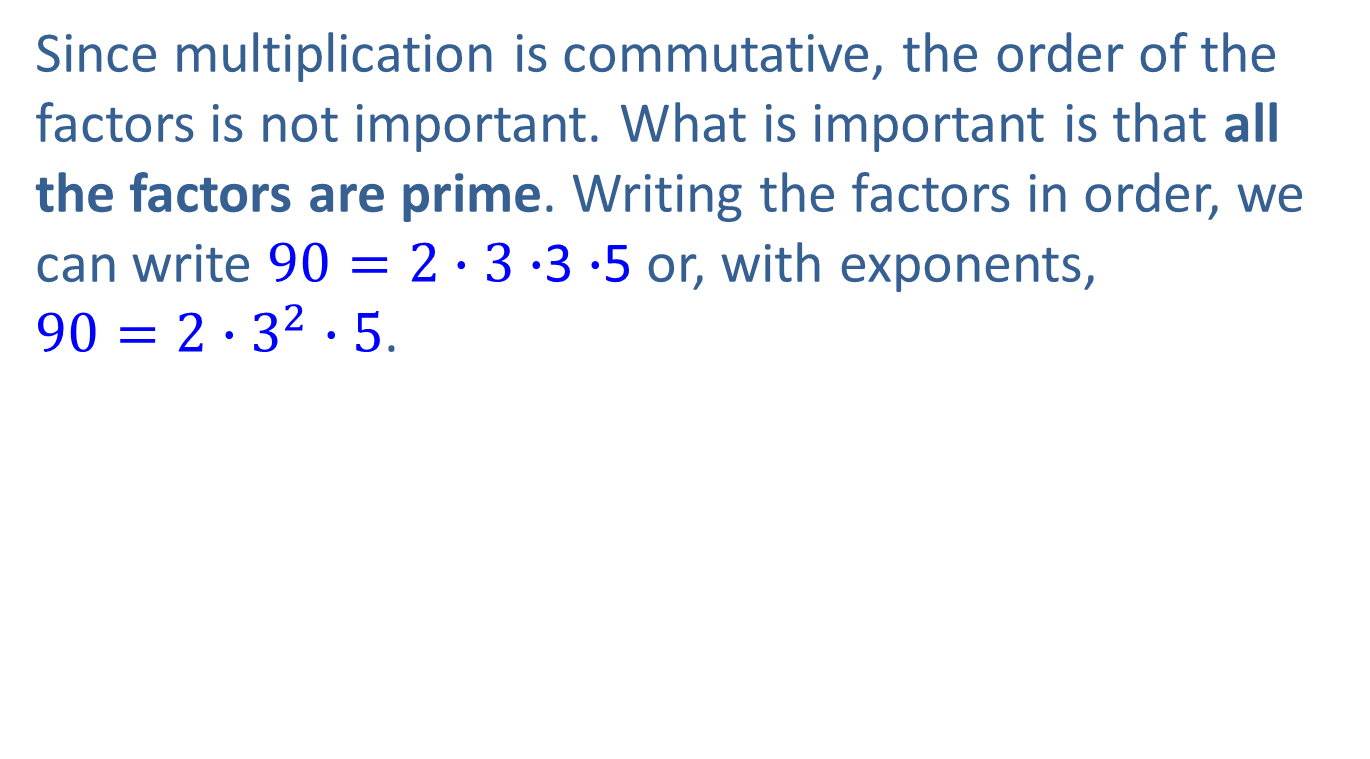 Since multiplication is commutative, the order of the
factors is not important. What is important is that all
the factors are prime. Writing the factors in order, we
can write 90 = 2 · 3 ·3 ·5 or, with exponents,
90 = 2 · 3² · 5.